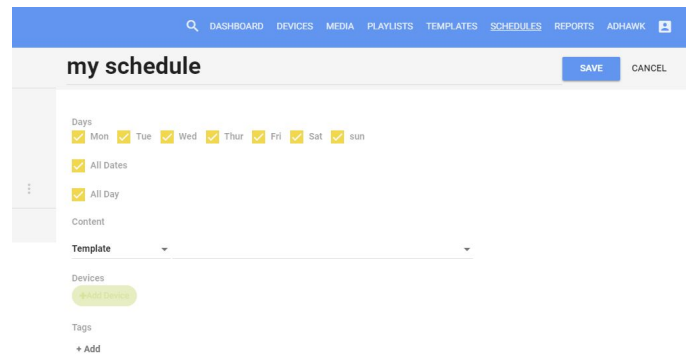 DASHBOARD DEVICES MEDIA PLAYLISTS TEMPLATES SCHEDULES REPORTS ADHAWK
my schedule SAVE CANCEL
Days
Mon Tue Wed Thur Fri Sat sun
All Dates
All Day
Content
Template
Devices
+Add Device
Tags
+ Add